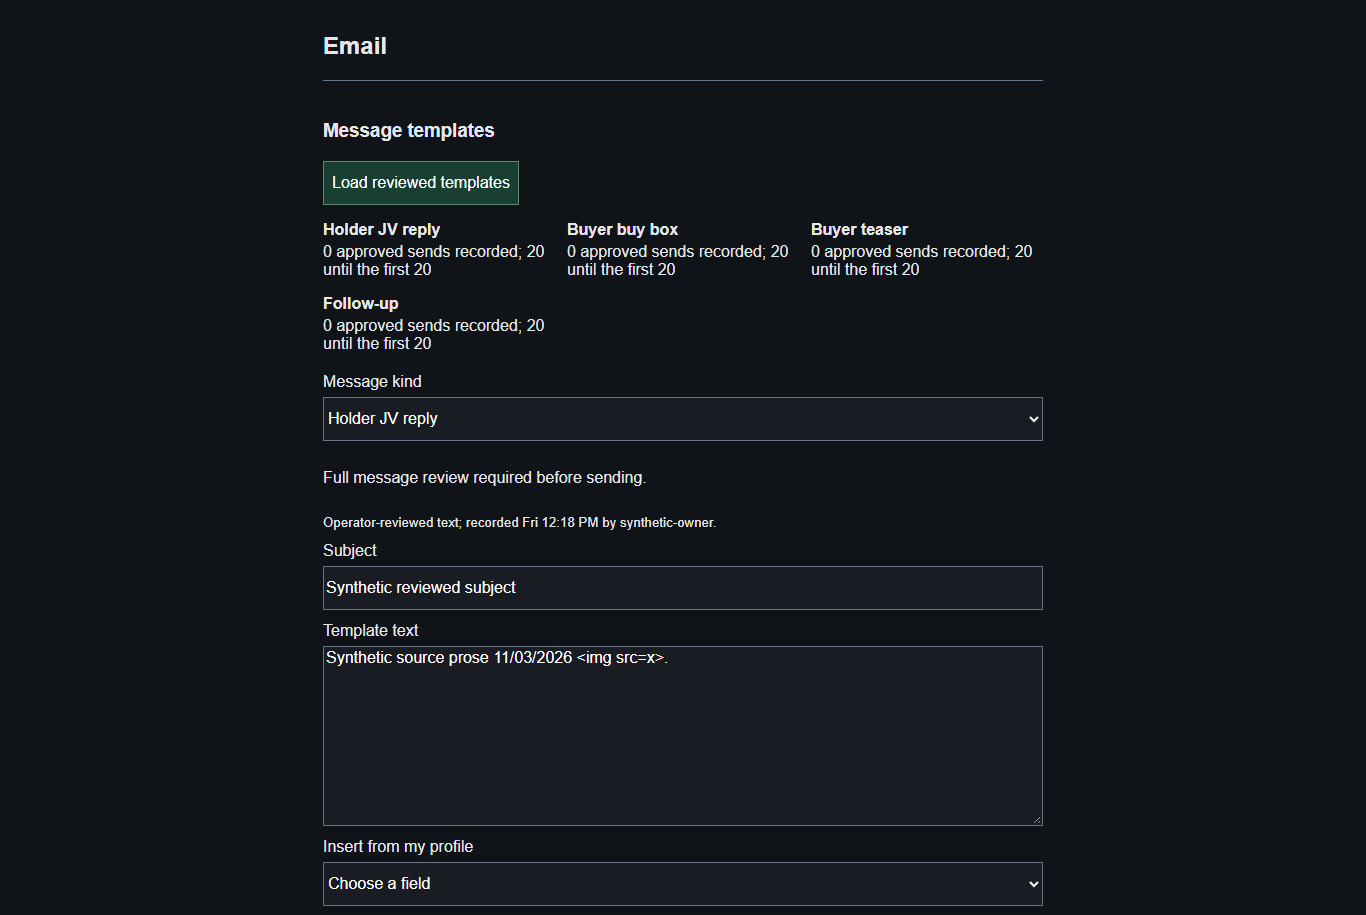 Email
Message templates
Load reviewed templates
Holder JV reply
0 approved sends recorded; 20
until the first 20
Buyer buy box
0 approved sends recorded; 20
until the first 20
Buyer teaser
0 approved sends recorded; 20
until the first 20
Follow-up
0 approved sends recorded; 20
until the first 20
Message kind
Holder JV reply
Full message review required before sending.
Operator-reviewed text; recorded Fri 12:18 PM by synthetic-owner.
Subject
Synthetic reviewed subject
Template text
Synthetic source prose 11/03/2026 <img src=x>.
Insert from my profile
Choose a field